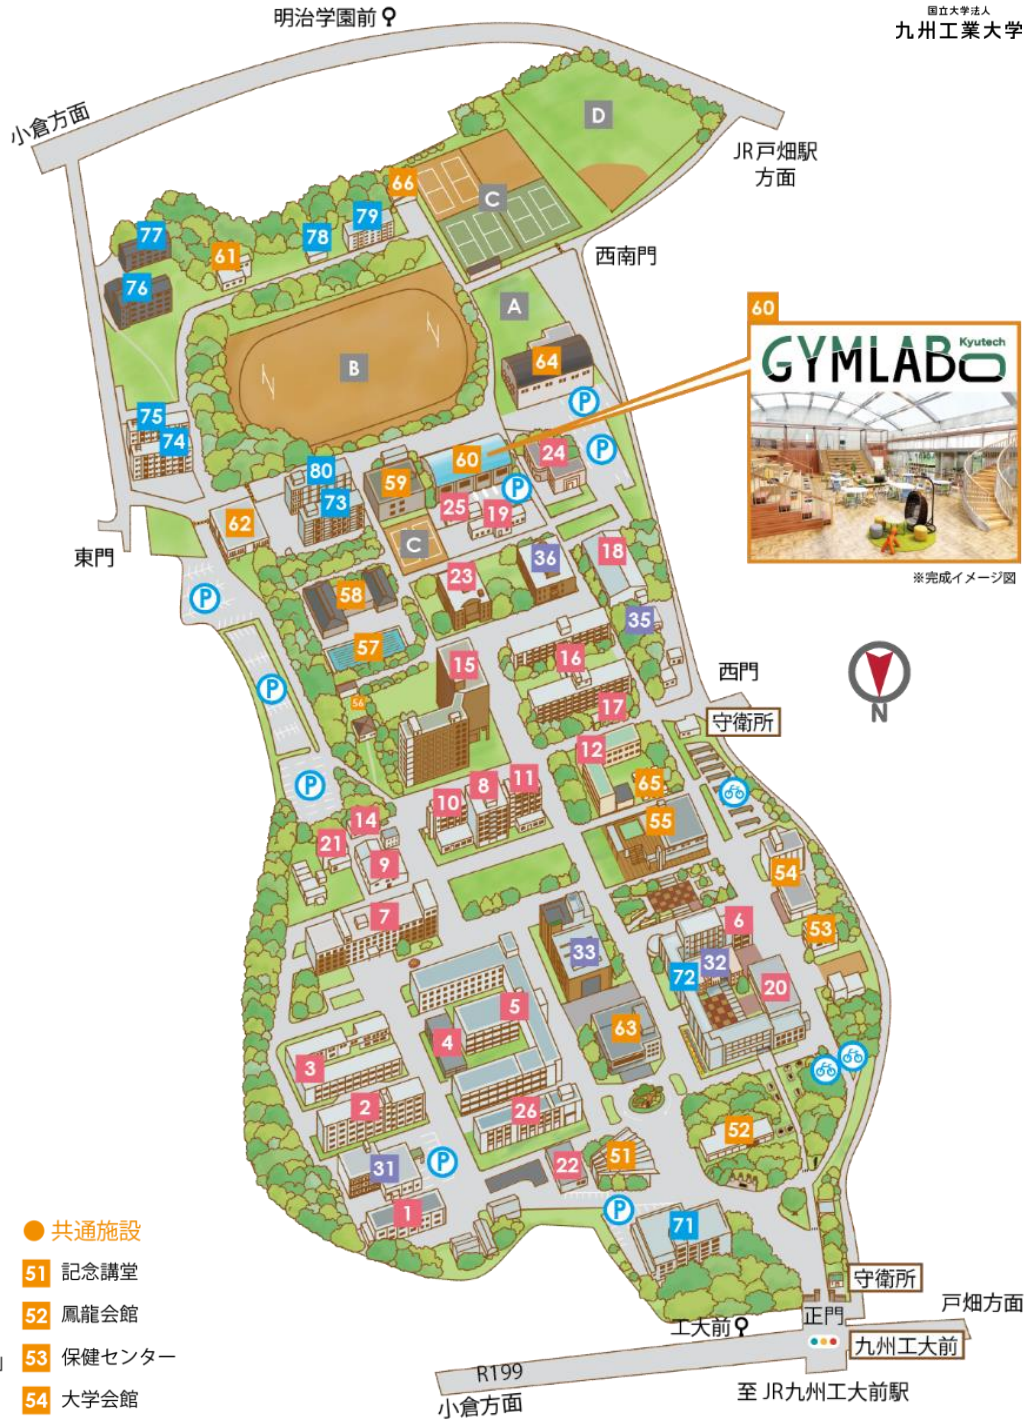 国立大学法人
九州工業大学
明治学園前
小倉方面
JR戸畑駅
方面
西南門
D
C
66
79
78
77
61
76
A
B
64
P
75
74
80
73
59
60
24
P
P
25
19
62
C
36
18
東門
P
58
23
35
57
15
16
56
17
P
西門
守衛所
12
65
P
10
8
11
55
14
21
9
54
7
6
53
33
32
72
20
5
63
4
3
2
26
52
31
P
22
51
1
P
71
60
Kyutech
GYMLABO
※完成イメージ図
N
共通施設
51 記念講堂
52 鳳龍会館
53 保健センター
54 大学会館
守衛所
戸畑方面
正門
工大前
九州工大前
R199
小倉方面
至 JR九州工大前駅